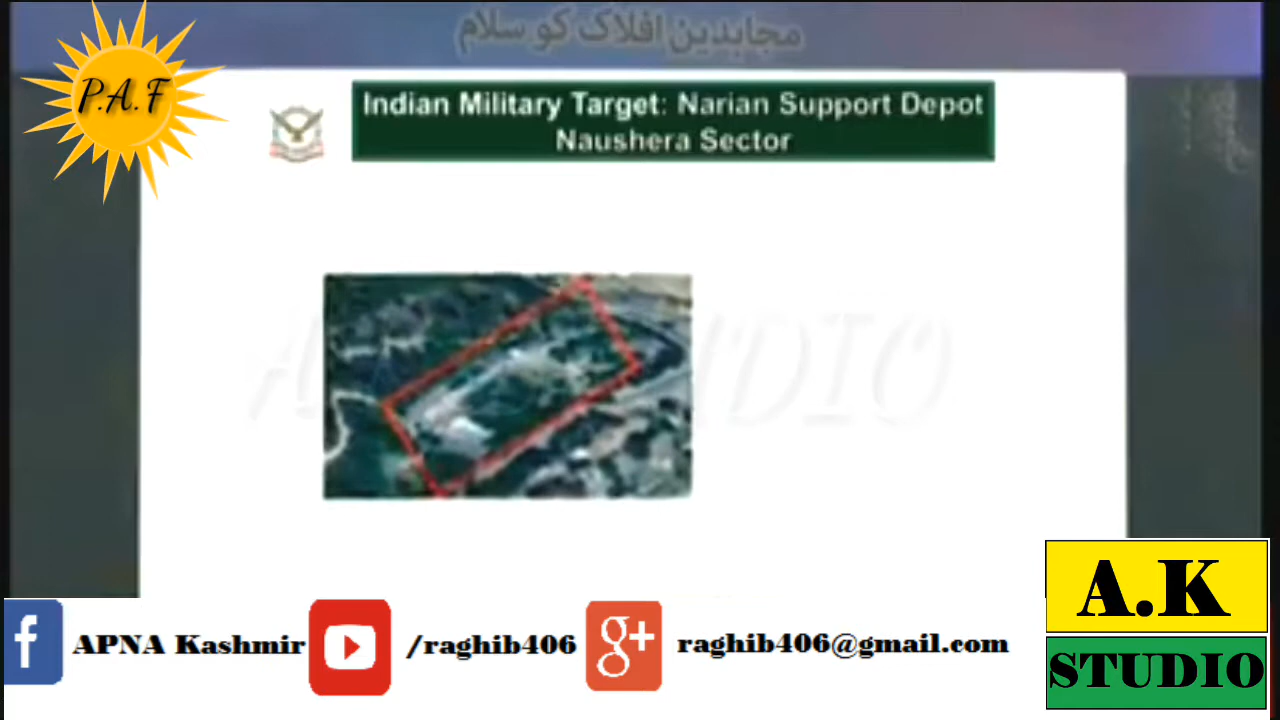 مجاہدین افلاک کو سلام
P.A.F
Indian Military Target: Narian Support Depot
Naushera Sector
f APNA Kashmir
/raghib406
g+ raghib406@gmail.com
A.K
STUDIO